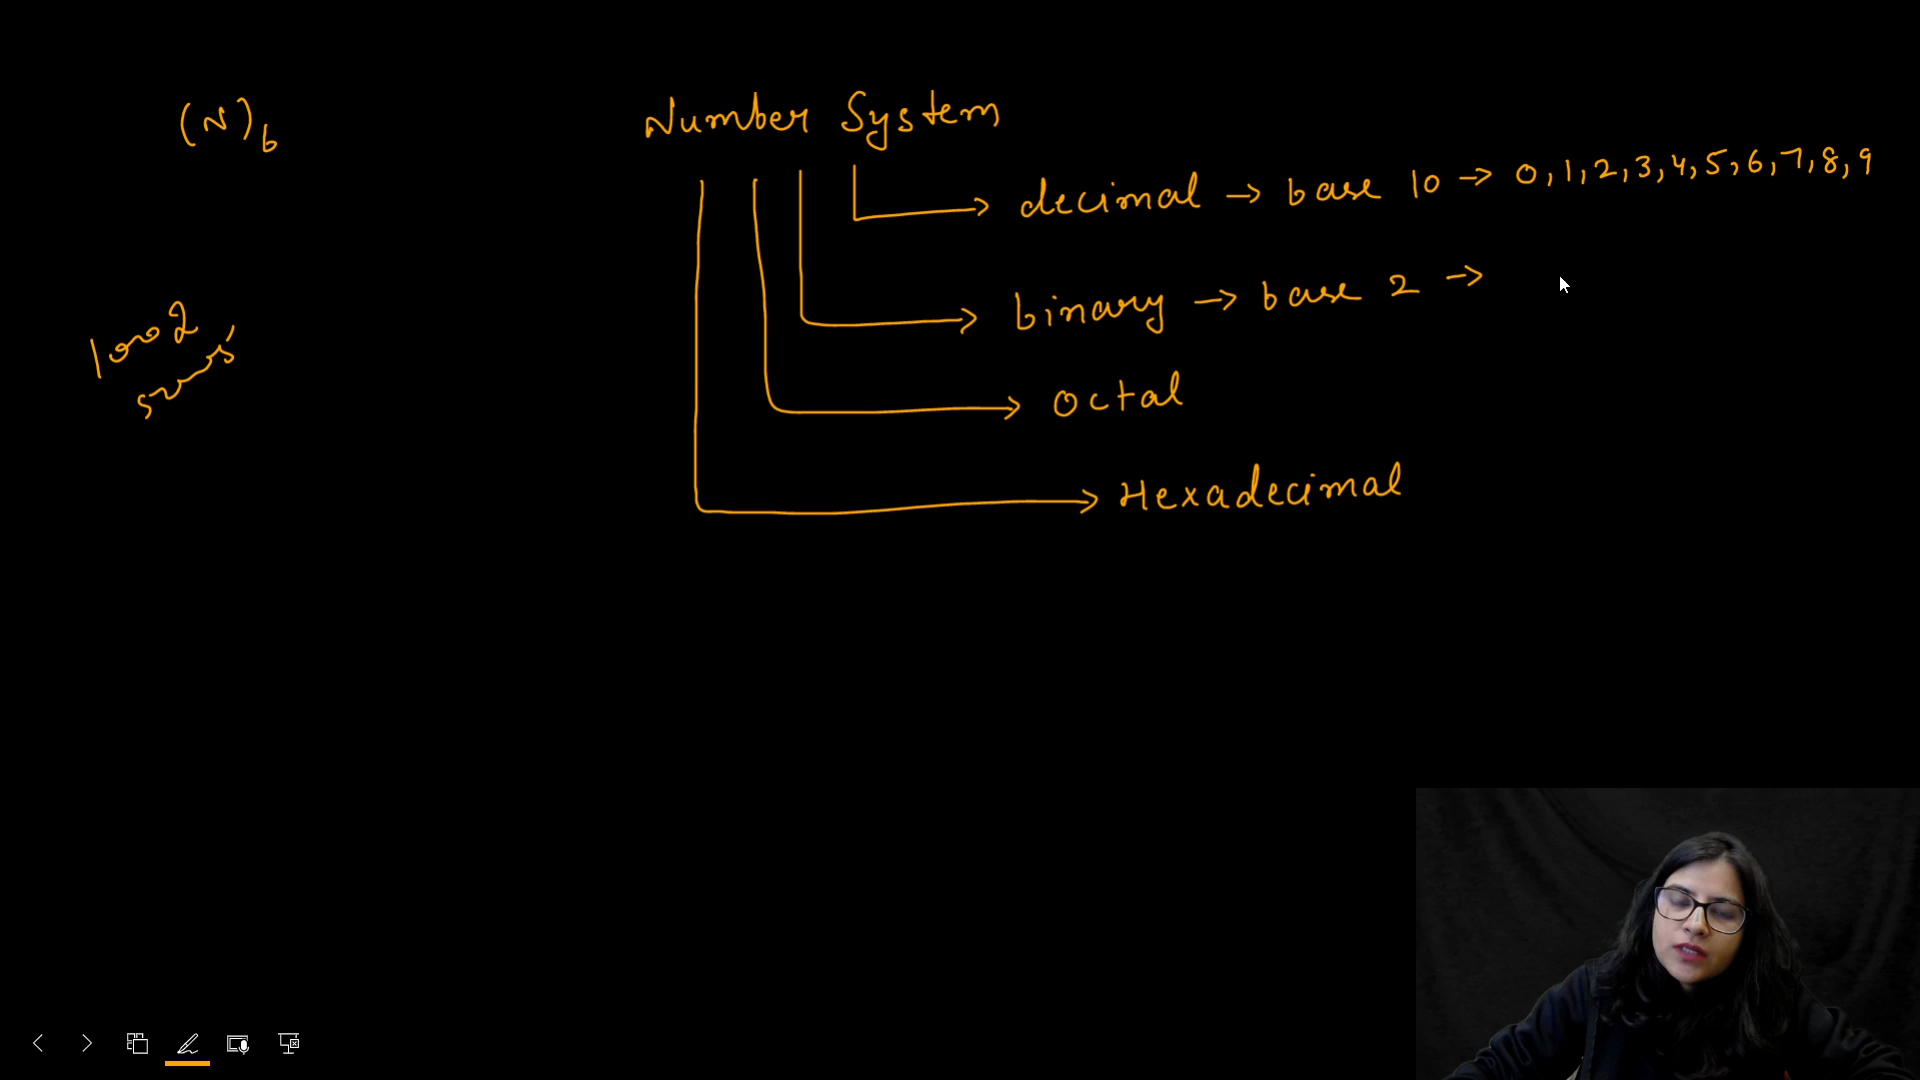 (N)b
Number System
decimal → base 10 → 0,1,2,3,4,5,6,7,8,9
binary → base 2 →
octal
Hexadecimal